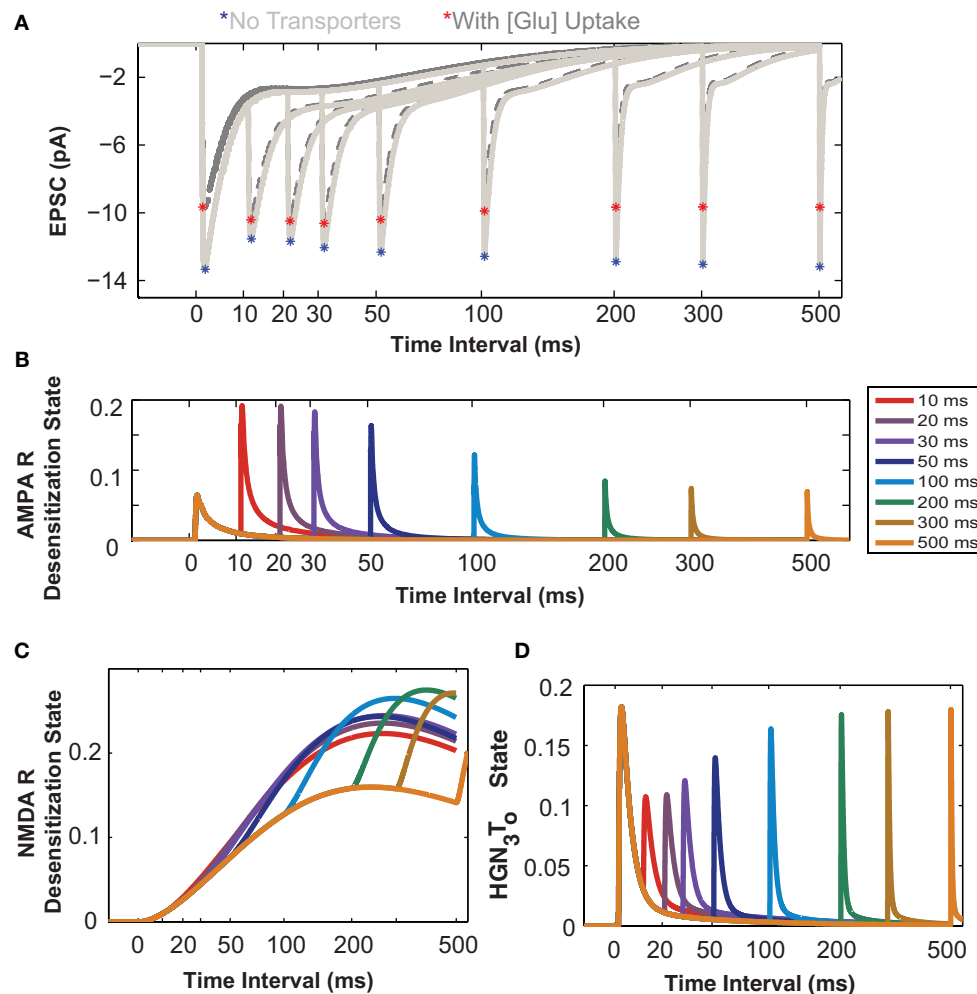 *No Transporters *With [Glu] Uptake
A
EPSC (pA)
−2
−6
−10
−14
0 10 20 30 50 100 200 300 500
Time Interval (ms)
B
AMPA R
Desensitization State
0.2
0.1
0
0 10 20 30 50 100 200 300 500
Time Interval (ms)
10 ms
20 ms
30 ms
50 ms
100 ms
200 ms
300 ms
500 ms
C
NMDA R
Desensitization State
0.2
0.1
0
0 20 50 100 200 500
Time Interval (ms)
D
HGN3To State
0.2
0.15
0.1
0.05
0
0 20 50 100 200 500
Time Interval (ms)